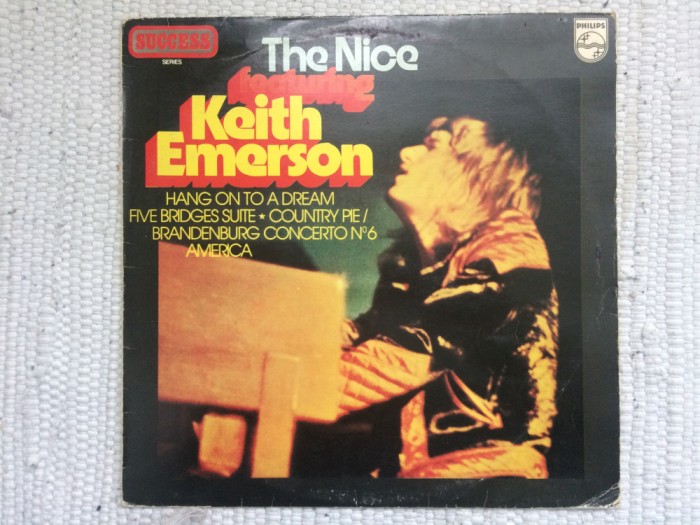 SUCCESS
SERIES
The Nice
PHILIPS
featuring
Keith
Emerson
HANG ON TO A DREAM
FIVE BRIDGES SUITE ★ COUNTRY PIE/
BRANDENBURG CONCERTO Nº6
AMERICA